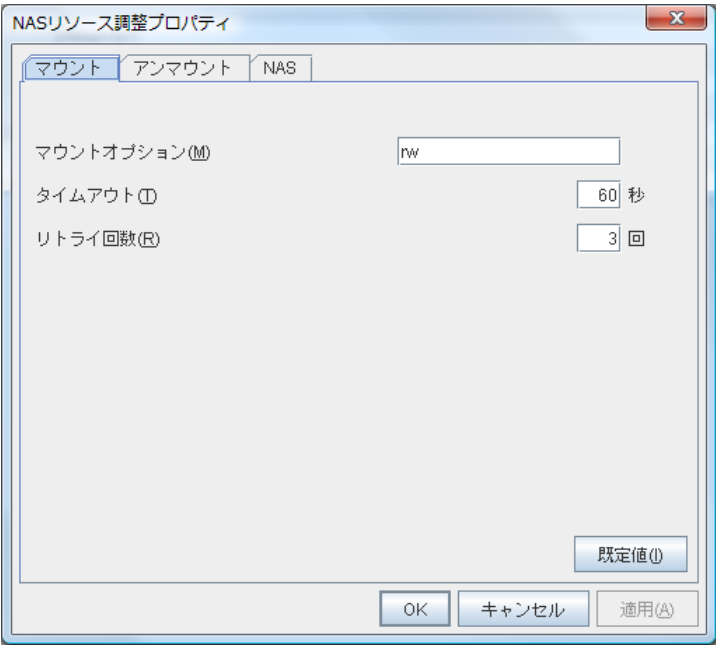 NASリソース調整プロパティ
マウント アンマウント NAS
マウントオプション(M) rw
タイムアウト(T) 60 秒
リトライ回数(R) 3 回
既定値(I)
OK キャンセル 適用(A)